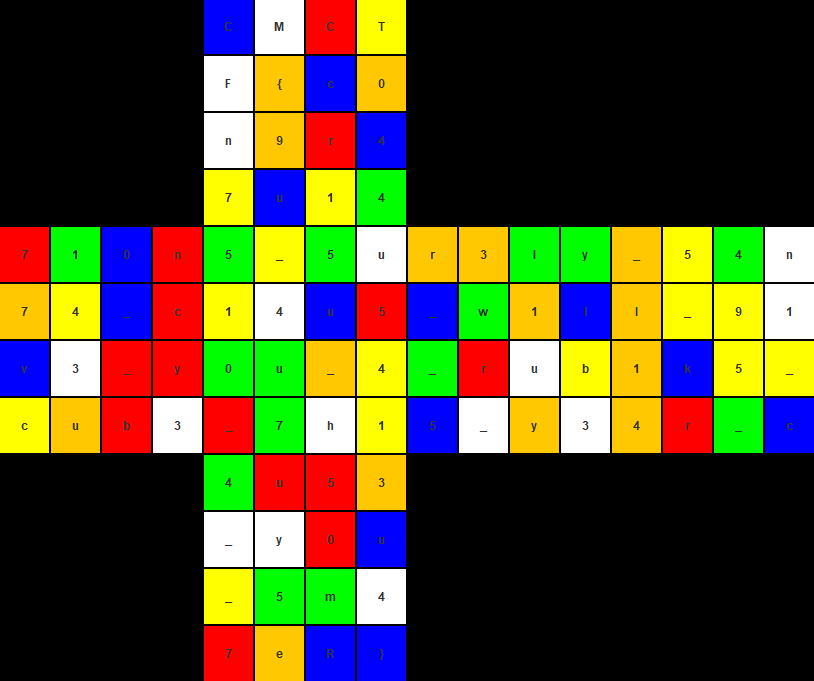 C M C T
F { c 0
n 9 r 4
7 u 1 4
7 1 0 n 5 _ 5 u r 3 l y _ 5 4 n
7 4 _ c 1 4 u 5 _ w 1 l l _ 9 1
v 3 _ y 0 u _ 4 _ r u b 1 k 5 _
c u b 3 _ 7 h 1 5 _ y 3 4 r _ c
4 u 5 3
_ y 0 u
_ 5 m 4
7 e R }